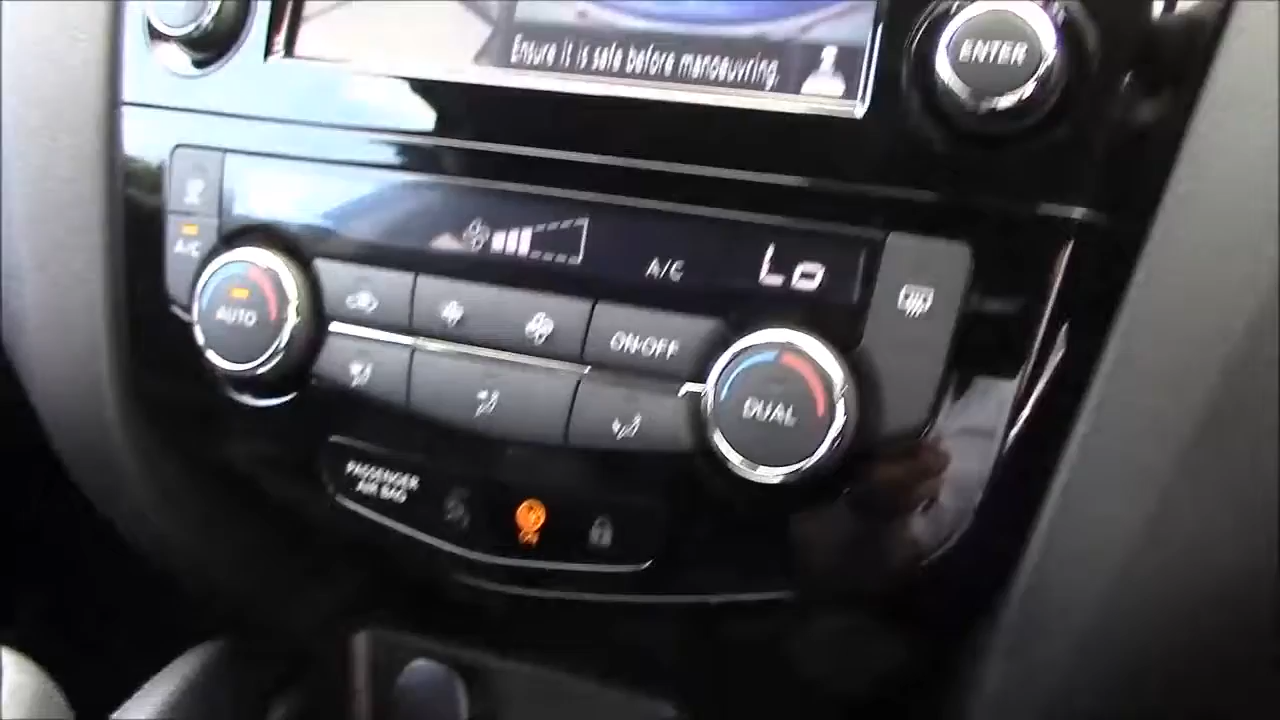 Ensure it is safe before manoeuvring.
ENTER
A/C
A/C
Lo
AUTO
ON·OFF
DUAL
PASSENGER
AIR BAG